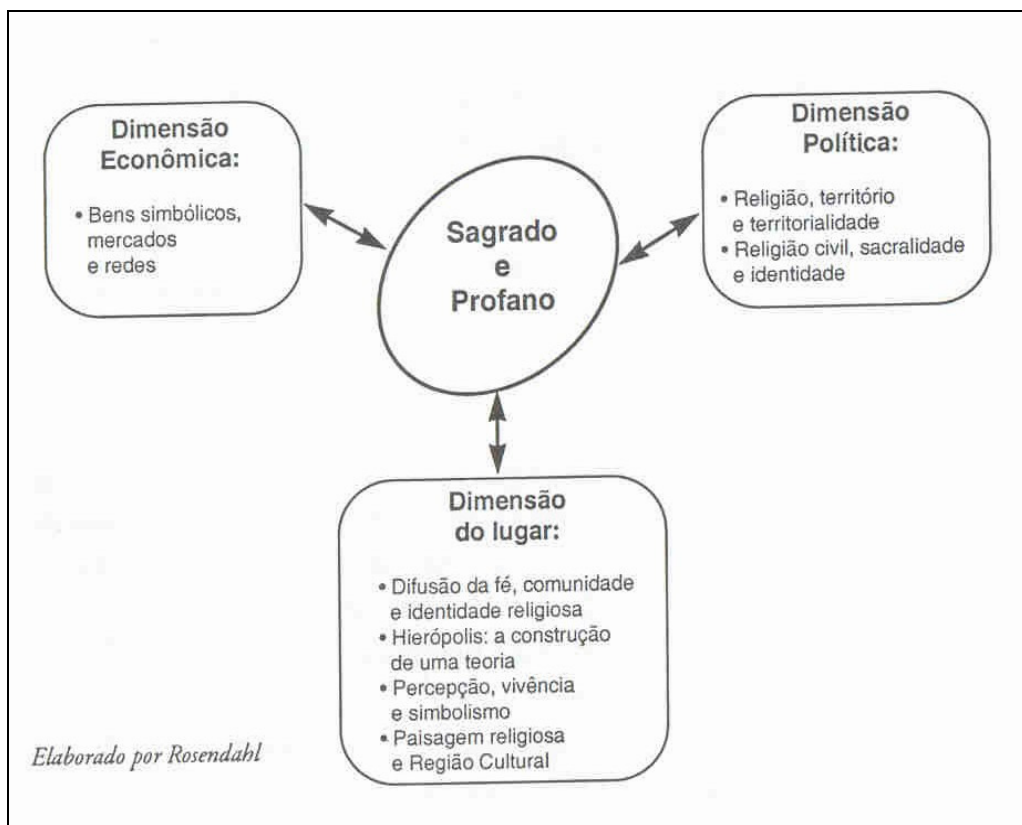 Dimensão
Econômica:
• Bens simbólicos,
mercados
e redes
Sagrado
e
Profano
Dimensão
Política:
• Religião, território
e territorialidade
• Religião civil, sacralidade
e identidade
Dimensão
do lugar:
• Difusão da fé, comunidade
e identidade religiosa
• Hierópolis: a construção
de uma teoria
• Percepção, vivência
e simbolismo
• Paisagem religiosa
e Região Cultural
Elaborado por Rosendahl